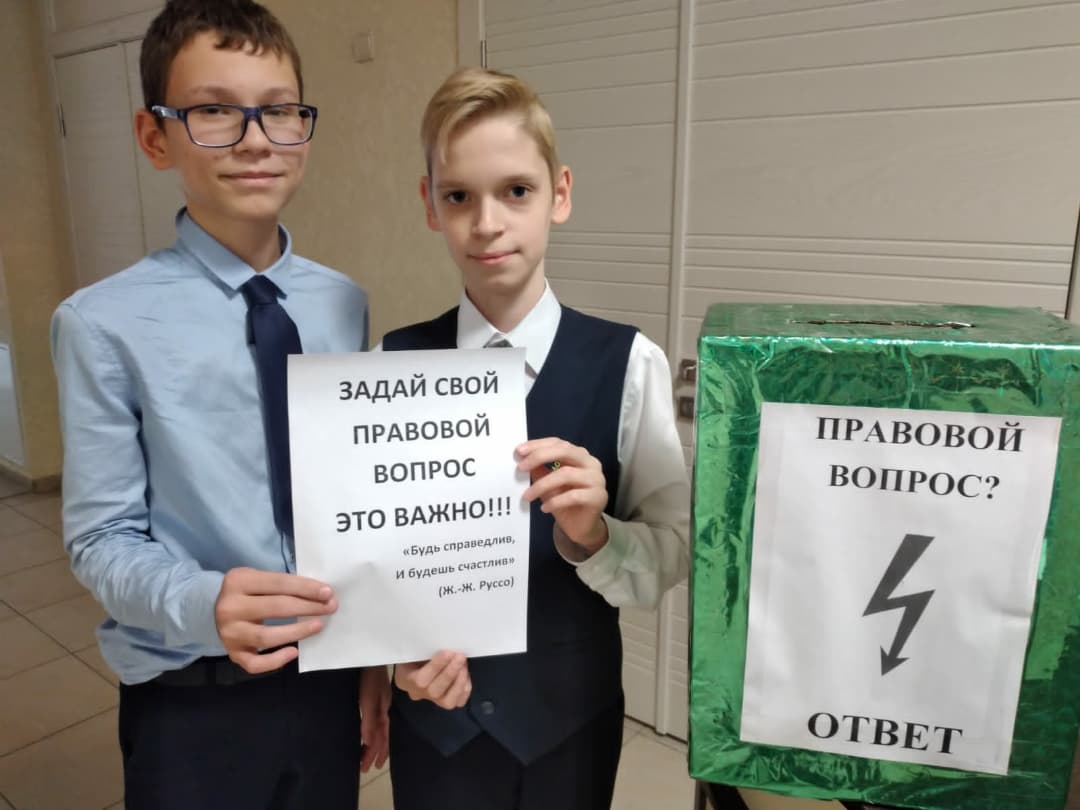 ЗАДАЙ СВОЙ
ПРАВОВОЙ
ВОПРОС
ЭТО ВАЖНО!!!
«Будь справедлив,
И будешь счастлив»
(Ж.-Ж. Руссо)
ПРАВОВОЙ
ВОПРОС?
ОТВЕТ